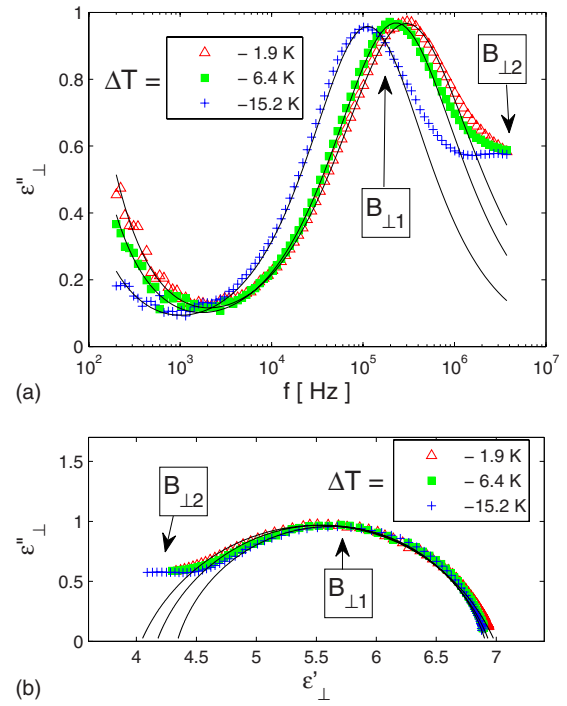 1
0.8
0.6
0.4
0.2
0
ε''⊥
ΔT =
− 1.9 K
− 6.4 K
−15.2 K
B⊥1
B⊥2
10² 10³ 10⁴ 10⁵ 10⁶ 10⁷
f [ Hz]
(a)
1.5
1
0.5
0
ε''⊥
B⊥2
B⊥1
ΔT =
− 1.9 K
− 6.4 K
−15.2 K
4 4.5 5 5.5 6 6.5 7
ε'⊥
(b)